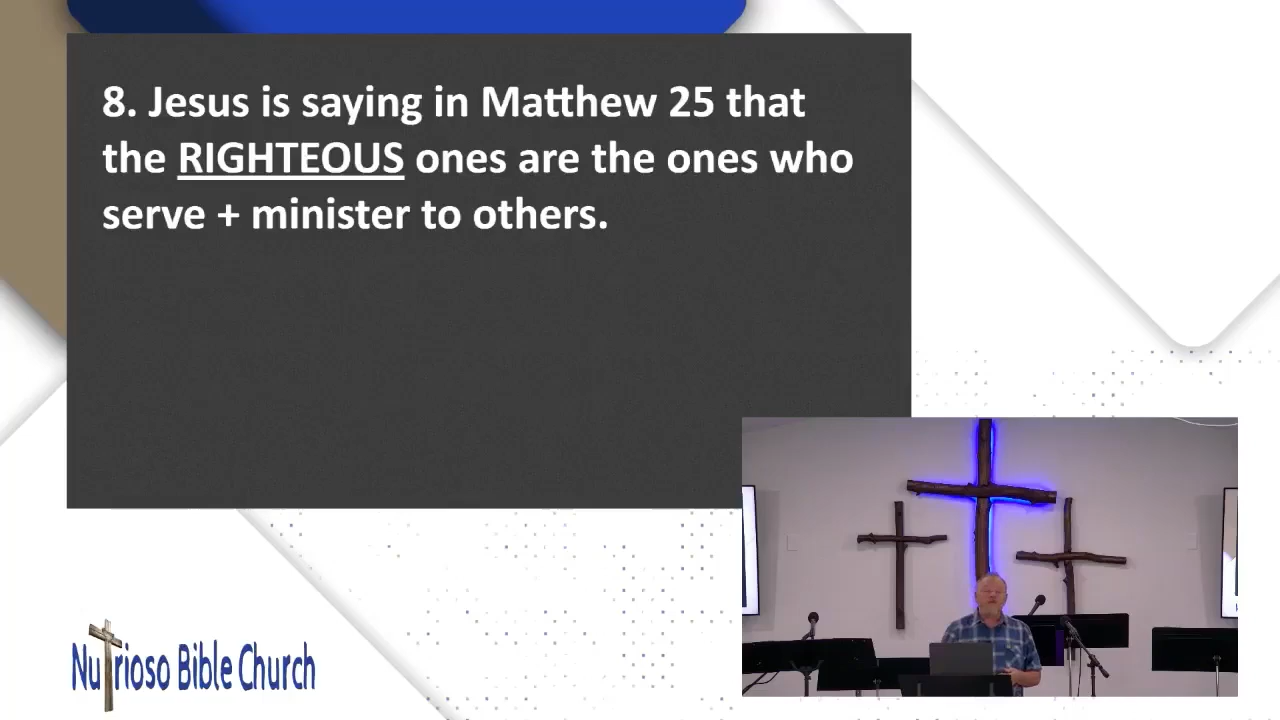 8. Jesus is saying in Matthew 25 that
the RIGHTEOUS ones are the ones who
serve + minister to others.
Nutrioso Bible Church